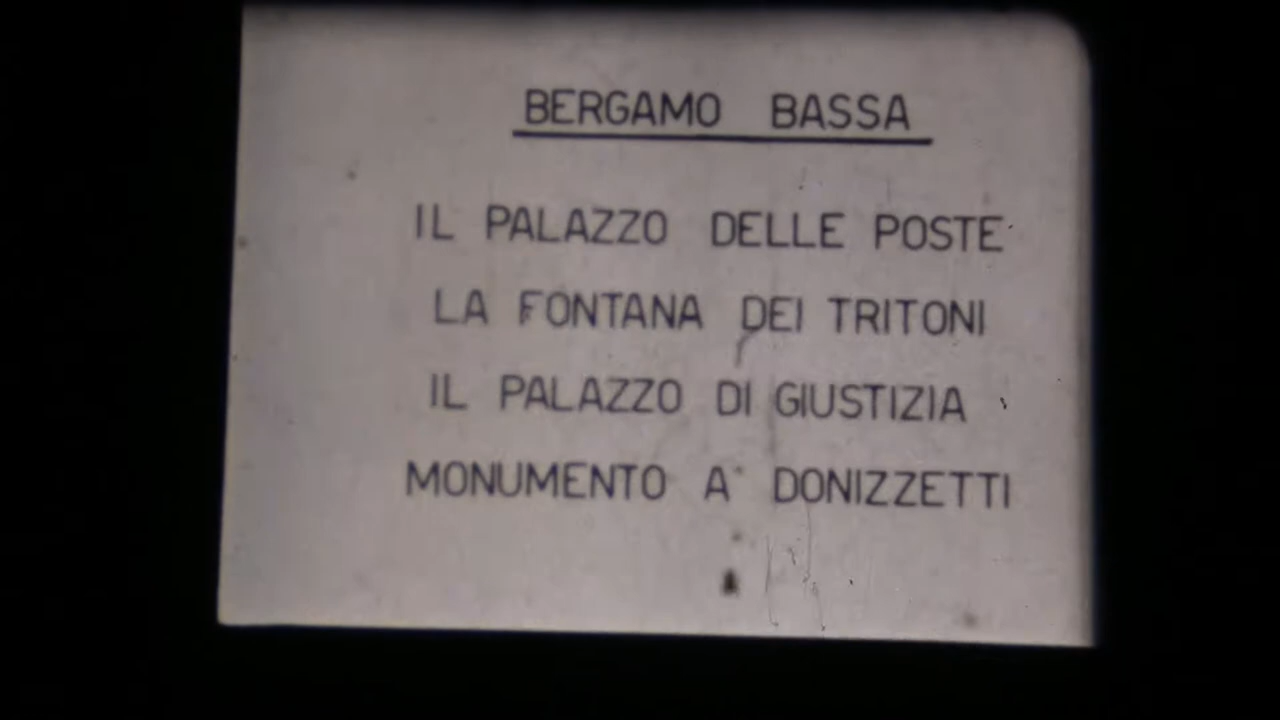 BERGAMO BASSA
IL PALAZZO DELLE POSTE
LA FONTANA DEI TRITONI
IL PALAZZO DI GIUSTIZIA
MONUMENTO A DONIZZETTI